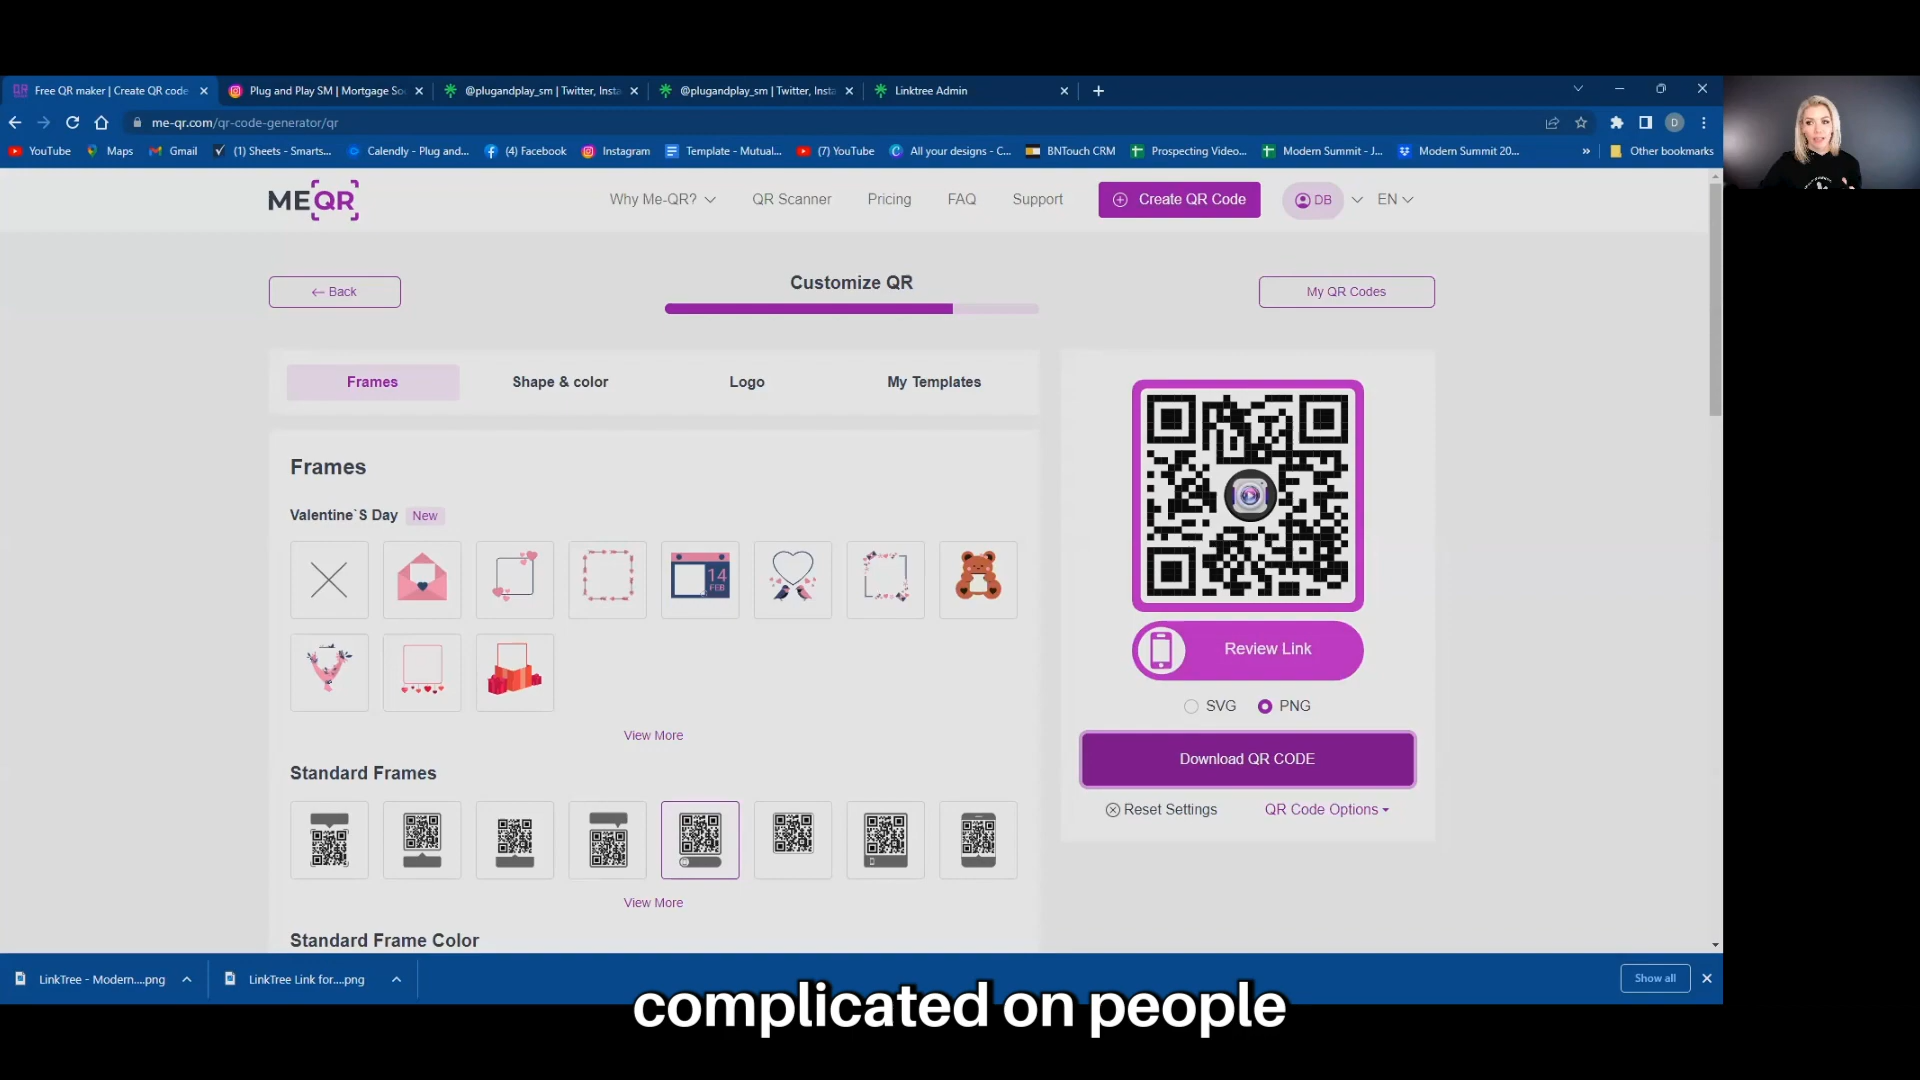 Free QR maker | Create QR code
Plug and Play SM | Mortgage So
@plugandplay_sm | Twitter, Insta
@plugandplay_sm | Twitter, Insta
Linktree Admin
me-qr.com/qr-code-generator/qr
D
YouTube
Maps
Gmail
(1) Sheets - Smarts...
Calendly - Plug and...
(4) Facebook
Instagram
Template - Mutual...
(7) YouTube
All your designs - C...
BNTouch CRM
Prospecting Video...
Modern Summit - J...
Modern Summit 20...
»
Other bookmarks
ME QR
Why Me-QR?
QR Scanner
Pricing
FAQ
Support
Create QR Code
DB
EN
Back
Customize QR
My QR Codes
Frames
Shape & color
Logo
My Templates
Frames
Valentine`S Day New
14
FEB
View More
Review Link
SVG
PNG
Download QR CODE
Reset Settings
QR Code Options
Standard Frames
View More
Standard Frame Color
LinkTree - Modern....png
LinkTree Link for....png
Show all
complicated on people